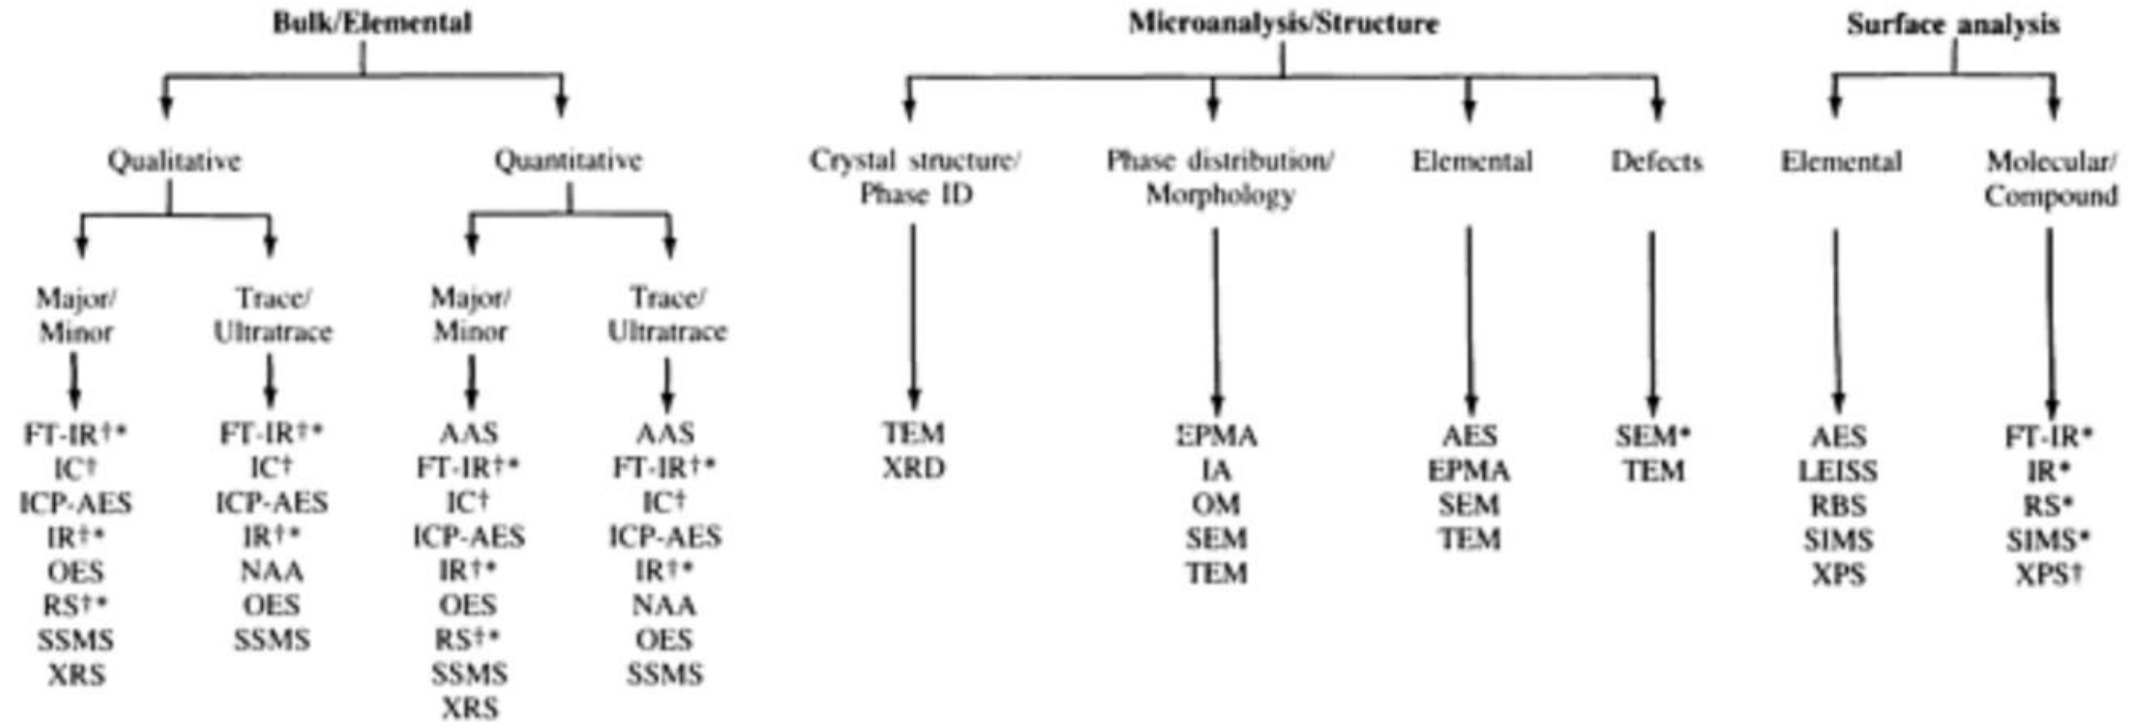 Bulk/Elemental
Qualitative
Major/
Minor
FT-IR†*
IC†
ICP-AES
IR†*
OES
RS†*
SSMS
XRS
Trace/
Ultratrace
FT-IR†*
IC†
ICP-AES
IR†*
NAA
OES
SSMS
Quantitative
Major/
Minor
AAS
FT-IR†*
IC†
ICP-AES
IR†*
OES
RS†*
SSMS
XRS
Trace/
Ultratrace
AAS
FT-IR†*
IC†
ICP-AES
IR†*
NAA
OES
SSMS
Microanalysis/Structure
Crystal structure/
Phase ID
TEM
XRD
Phase distribution/
Morphology
EPMA
IA
OM
SEM
TEM
Elemental
AES
EPMA
SEM
TEM
Defects
SEM*
TEM
Surface analysis
Elemental
AES
LEISS
RBS
SIMS
XPS
Molecular/
Compound
FT-IR*
IR*
RS*
SIMS*
XPS†